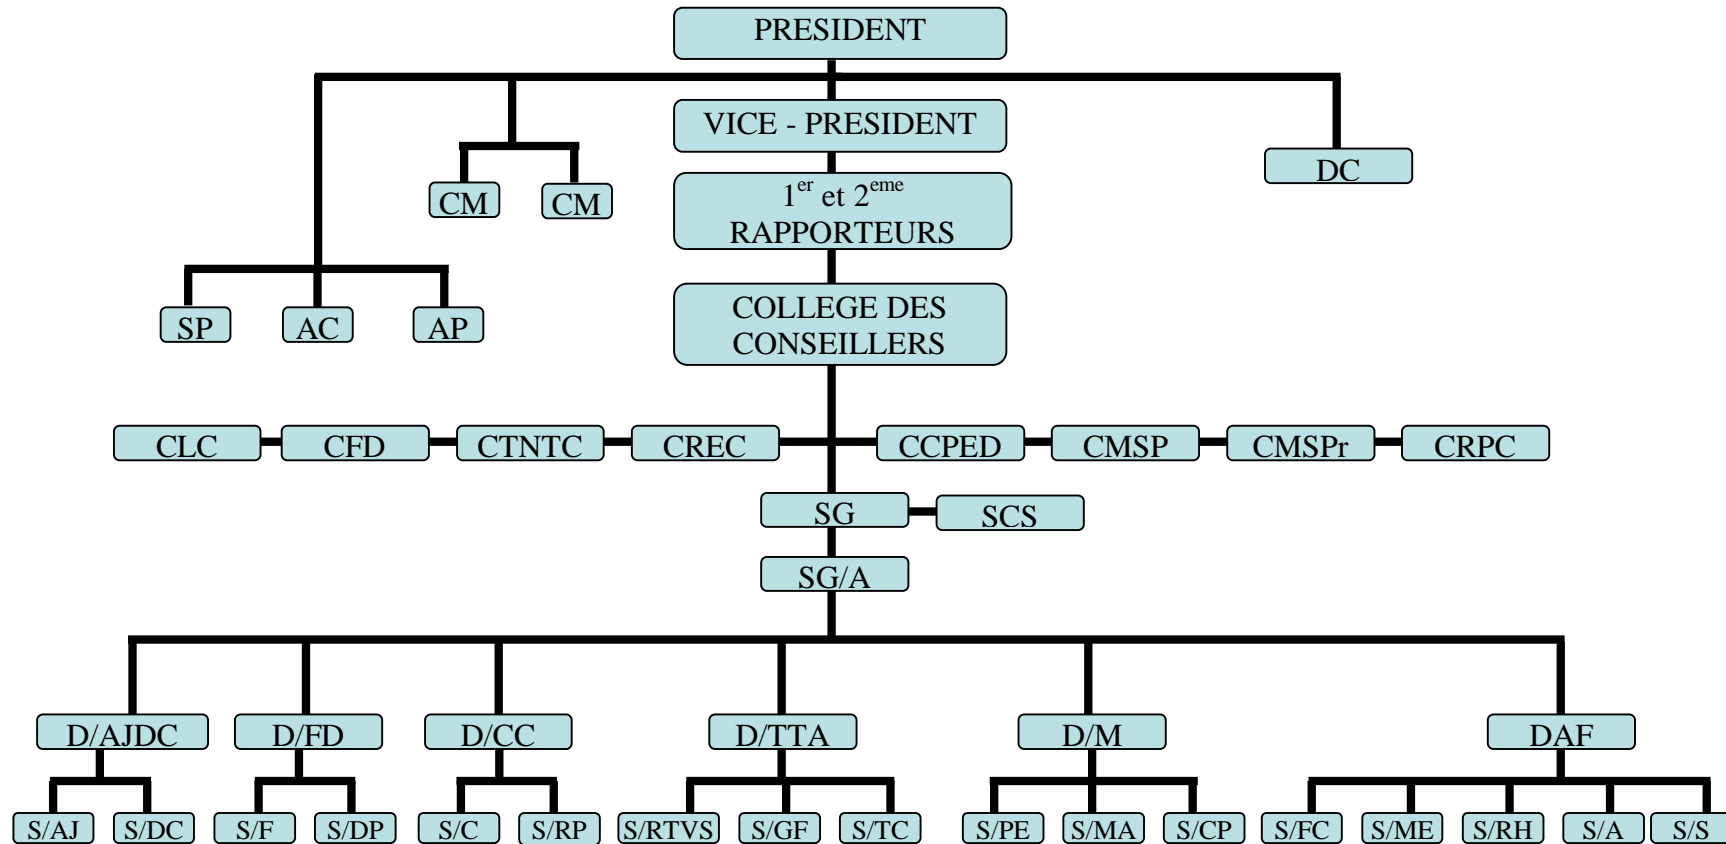 PRESIDENT
VICE - PRESIDENT
DC
1er et 2eme
RAPPORTEURS
CM
CM
COLLEGE DES
CONSEILLERS
SP
AC
AP
CLC
CFD
CTNTC
CREC
CCPED
CMSP
CMSPr
CRPC
SG
SCS
SG/A
D/AJDC
D/FD
D/CC
D/TTA
D/M
DAF
S/AJ
S/DC
S/F
S/DP
S/C
S/RP
S/RTVS
S/GF
S/TC
S/PE
S/MA
S/CP
S/FC
S/ME
S/RH
S/A
S/S